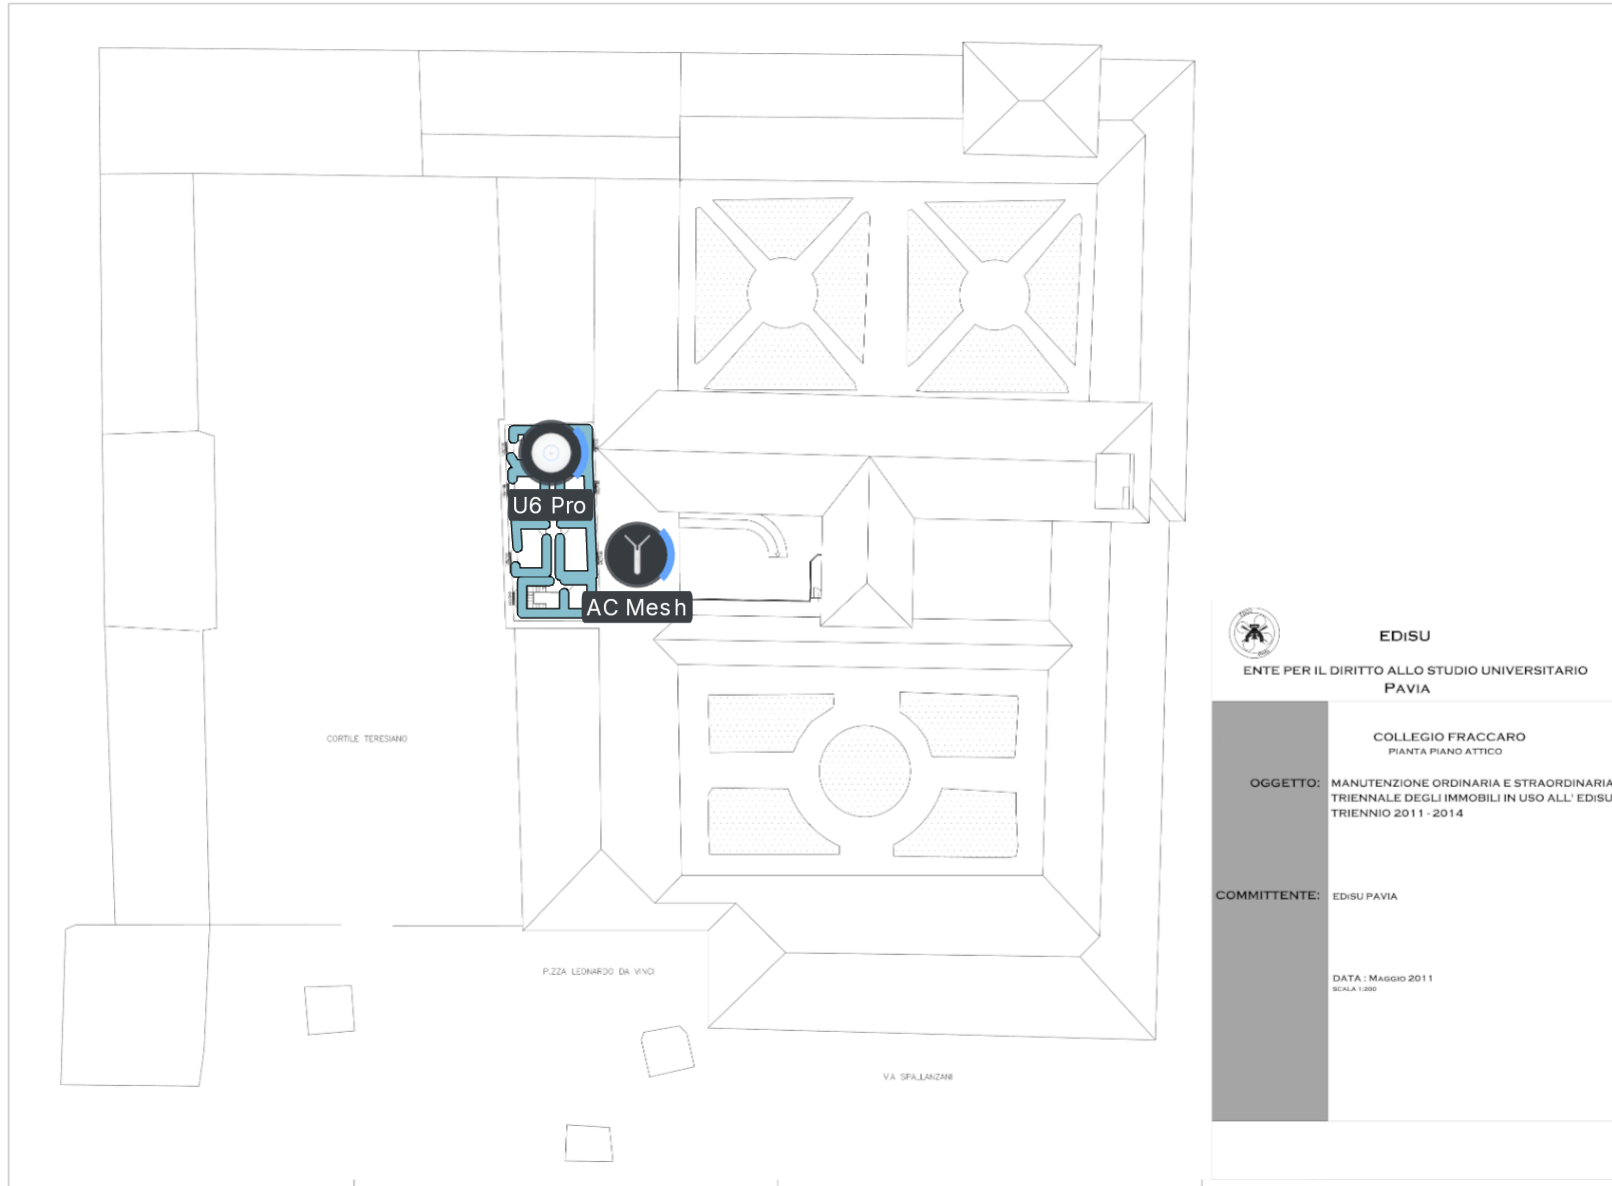 U6 Pro
AC Mesh
CORTILE TERESIANO
P.ZZA LEONARDO DA VINCI
VIA SPALLANZANI
EDiSU
ENTE PER IL DIRITTO ALLO STUDIO UNIVERSITARIO
PAVIA
COLLEGIO FRACCARO
PIANTA PIANO ATTICO
OGGETTO: MANUTENZIONE ORDINARIA E STRAORDINARIA
TRIENNALE DEGLI IMMOBILI IN USO ALL' EDISU
TRIENNIO 2011-2014
COMMITTENTE: EDiSU PAVIA
DATA : MAGGIO 2011
SCALA 1:200